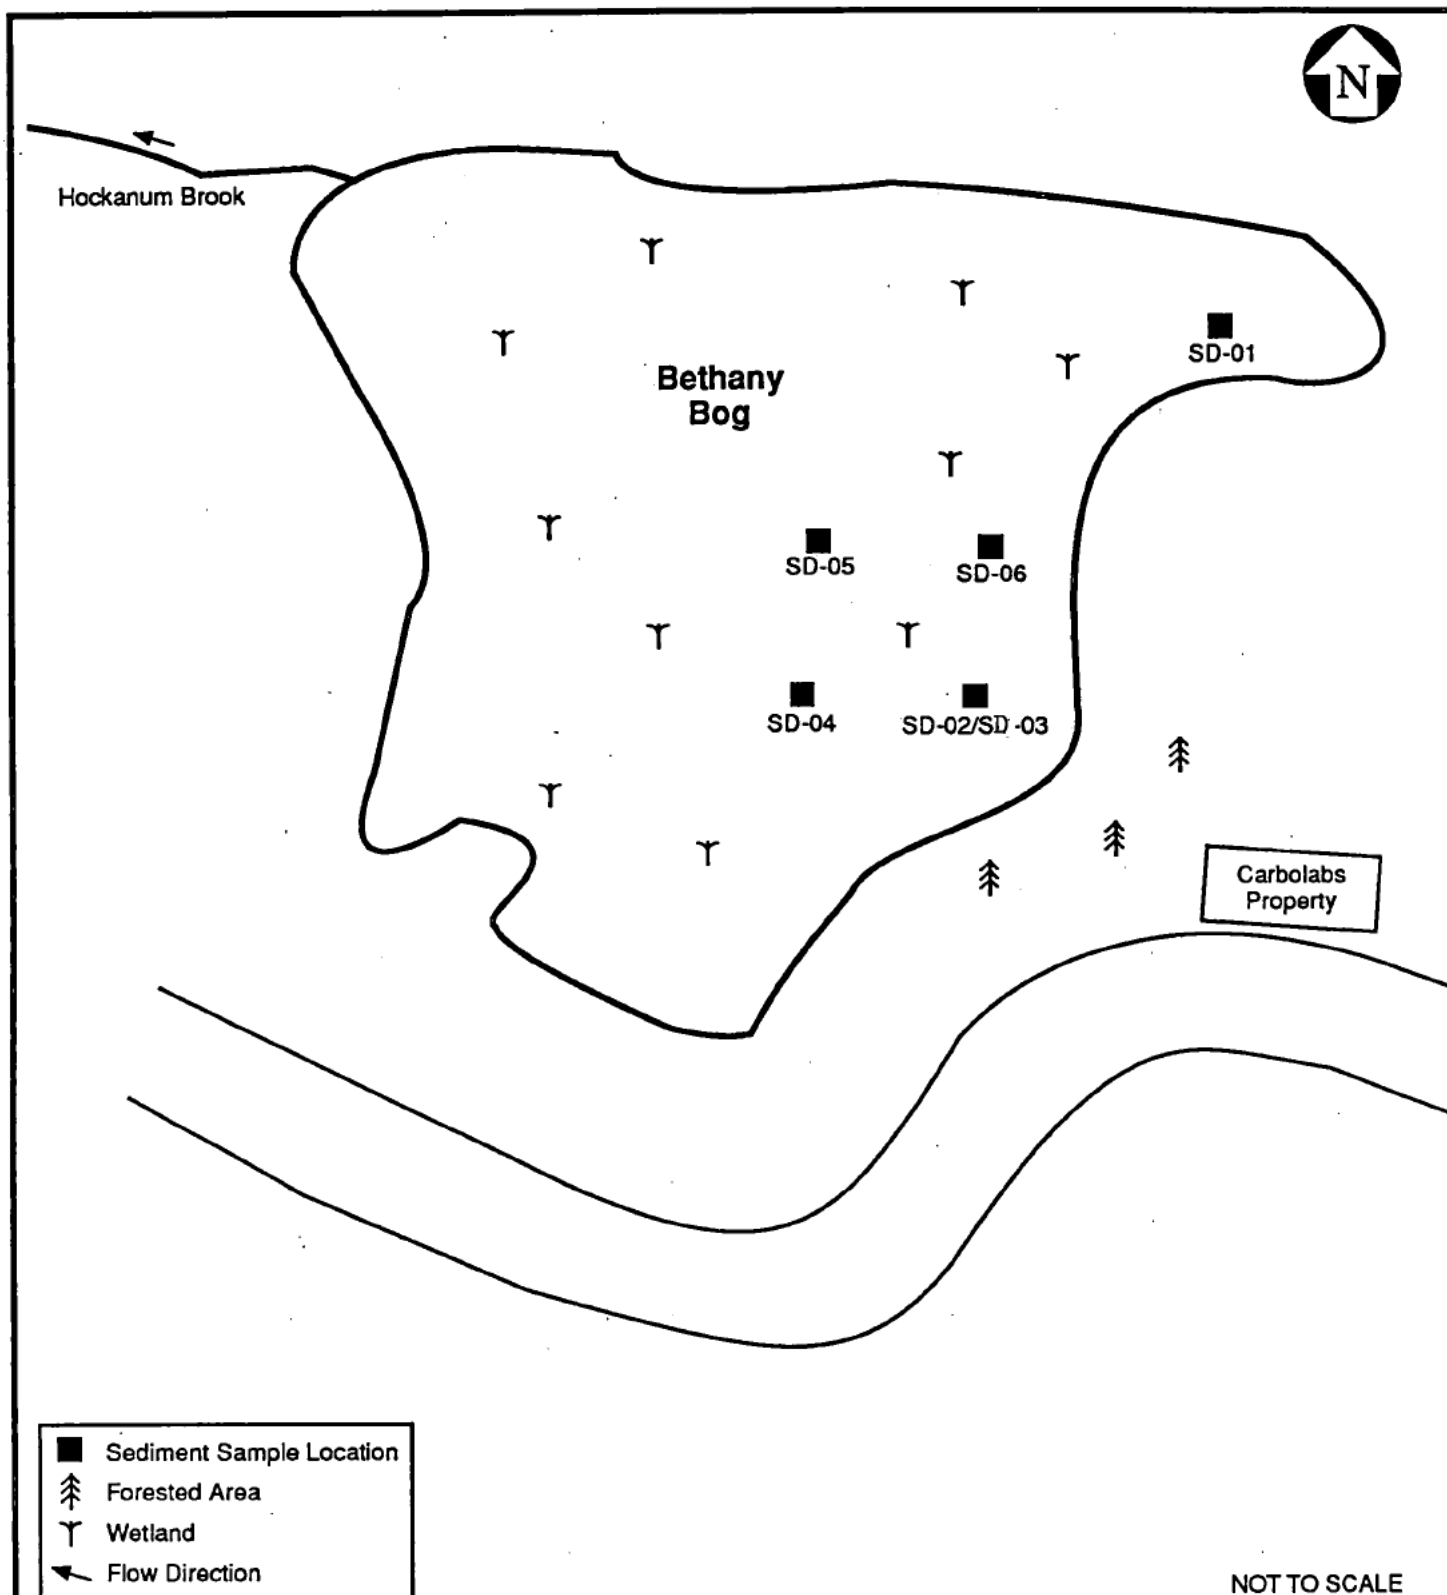 N
Hockanum Brook
SD-01
Bethany
Bog
SD-05
SD-06
SD-04
SD-02/SD-03
Carbolabs
Property
Sediment Sample Location
Forested Area
Wetland
Flow Direction
NOT TO SCALE